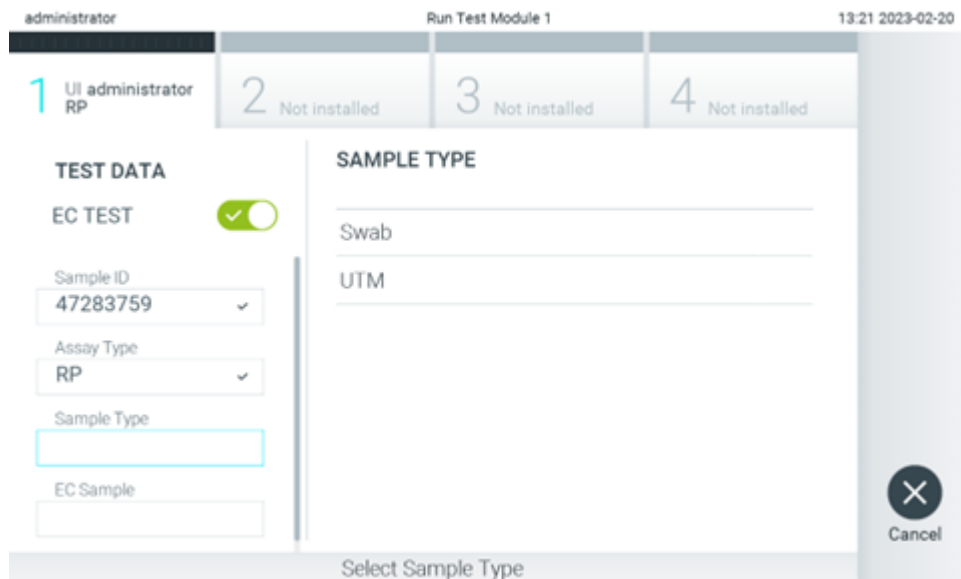 administrator Run Test Module 1 13:21 2023-02-20
1 UI administrator
RP
2 Not installed
3 Not installed
4 Not installed
TEST DATA
EC TEST
Sample ID
47283759
Assay Type
RP
Sample Type
EC Sample
SAMPLE TYPE
Swab
UTM
Cancel
Select Sample Type